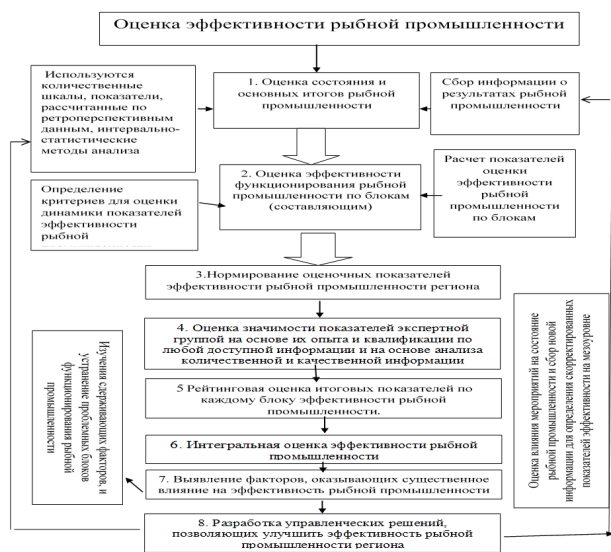 Оценка эффективности рыбной промышленности
Используются
количественные
шкалы, показатели,
рассчитанные по
ретроперспективным
данным, интервально-
статистические
методы анализа
1. Оценка состояния и
основных итогов рыбной
промышленности
Сбор информации о
результатах рыбной
промышленности
Определение
критериев для оценки
динамики показателей
эффективности
рыбной
2. Оценка эффективности
функционирования рыбной
промышленности по блокам
(составляющим)
Расчет показателей
оценки
эффективности
рыбной
промышленности
по блокам
3.Нормирование оценочных показателей
эффективности рыбной промышленности региона
4. Оценка значимости показателей экспертной
группой на основе их опыта и квалификации по
любой доступной информации и на основе анализа
количественной и качественной информации
5 Рейтинговая оценка итоговых показателей по
каждому блоку эффективности рыбной
промышленности.
6. Интегральная оценка эффективности рыбной
промышленности
7. Выявление факторов, оказывающих существенное
влияние на эффективность рыбной промышленности
8. Разработка управленческих решений,
позволяющих улучшить эффективность рыбной
промышленности региона
Изучения сдерживающих факторов, и
устранение проблемных блоков
функционирования рыбной
промышленности
Оценка влияния мероприятий на состояние
рыбной промышленности и сбор новой
информации для определения скорректированных
показателей эффективности на мезоуровне